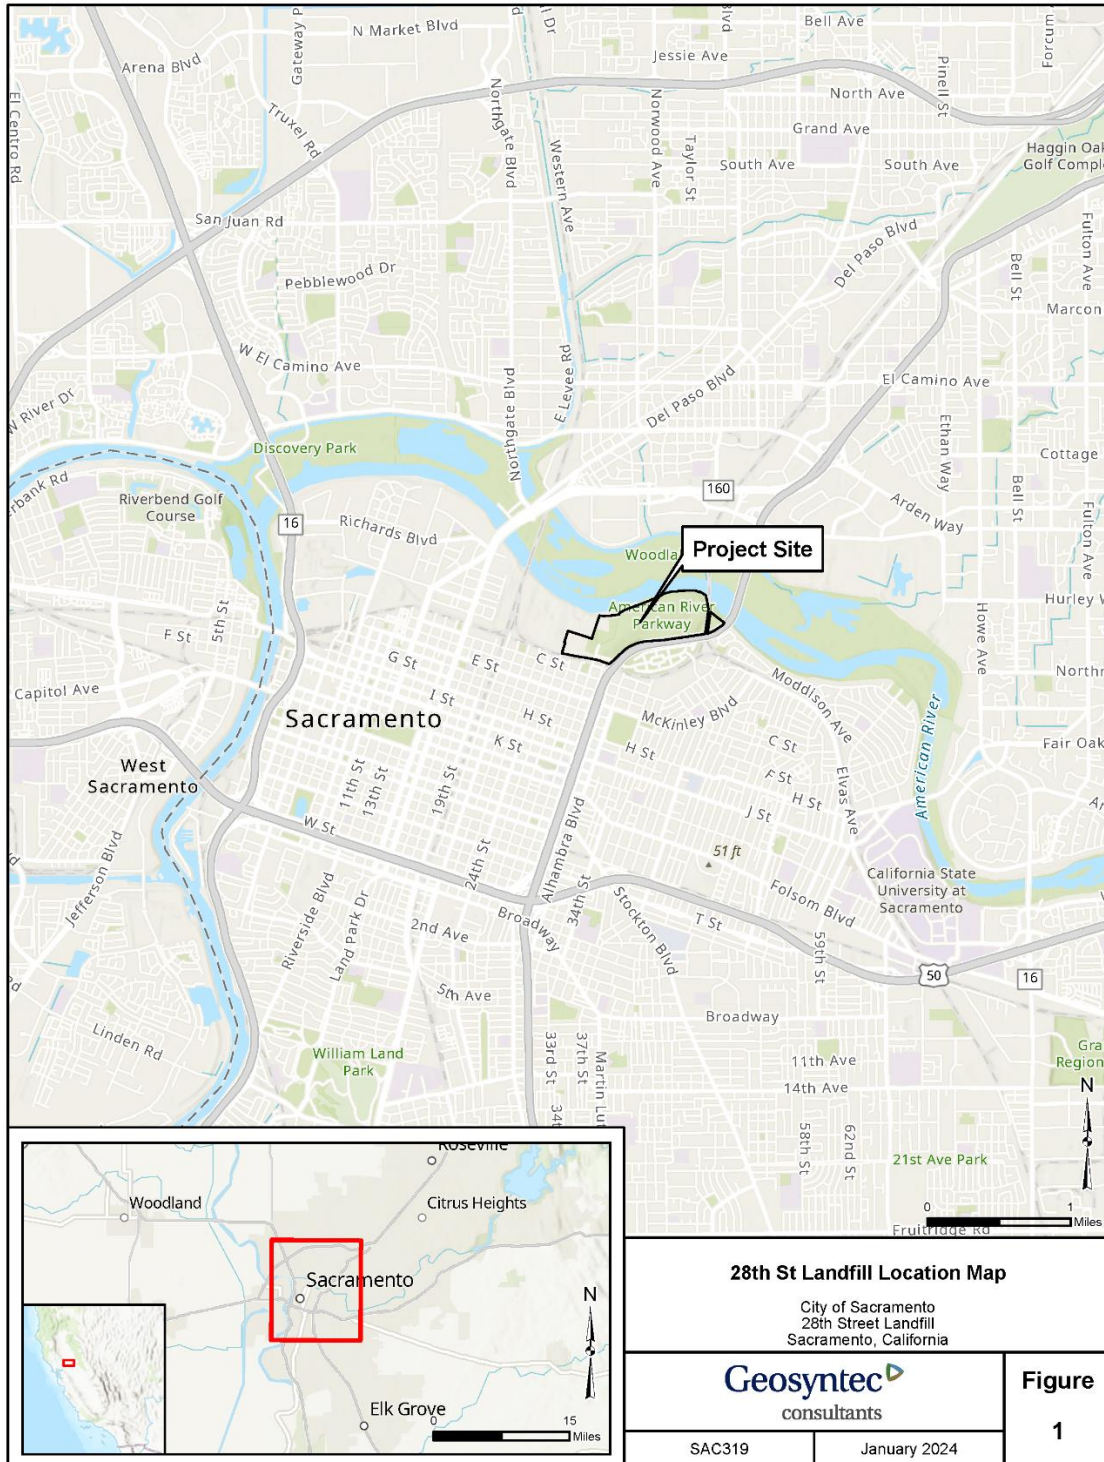 N Market Blvd
Bell Ave
Jessie Ave
Arena Blvd
Truxel Rd
Northgate Blvd
Western Ave
Norwood Ave
Taylor St
North Ave
Grand Ave
South Ave
South Ave
Pinell St
El Centro Rd
Haggin Oak
Golf Comple
San Juan Rd
Pebblewood Dr
Del Paso Blvd
Fulton Ave
Bell St
Marcon
W El Camino Ave
E Levee Rd
Northgate Blvd
Del Paso Blvd
El Camino Ave
W River Dr
Ethan Way
Cottage
Discovery Park
Bell St
erbank Rd
Riverbend Golf
Course
16
Richards Blvd
160
Arden Way
Fulton Av
Woodla
Project Site
American River
Parkway
Hurley W
Howe Ave
5th St
F St
G St
E St
C St
Capitol Ave
I St
H St
K St
Sacramento
McKinley Blvd
Moddison Ave
American River
Northr
Fair Oak
H St
C St
F St
H St
J St
Elvas Ave
West
Sacramento
11th St
13th St
19th St
24th St
W St
Alhambra Blvd
34th St
51 ft
California State
University at
Sacramento
Folsom Blvd
Jefferson Blvd
Riverside Blvd
Land Park Dr
2nd Ave
Broadway
Stockton Blvd
T St
59th St
50
16
5th Ave
Broadway
Linden Rd
William Land
Park
33rd St
37th St
34t
Martin Lut
11th Ave
14th Ave
58th St
62nd St
Gra
Region
21st Ave Park
Fruitridge Rd
N
0 1
Miles
Roseville
Woodland
Citrus Heights
Sacramento
Elk Grove
N
0 15
Miles
28th St Landfill Location Map
City of Sacramento
28th Street Landfill
Sacramento, California
Geosyntec
consultants
Figure
1
SAC319
January 2024